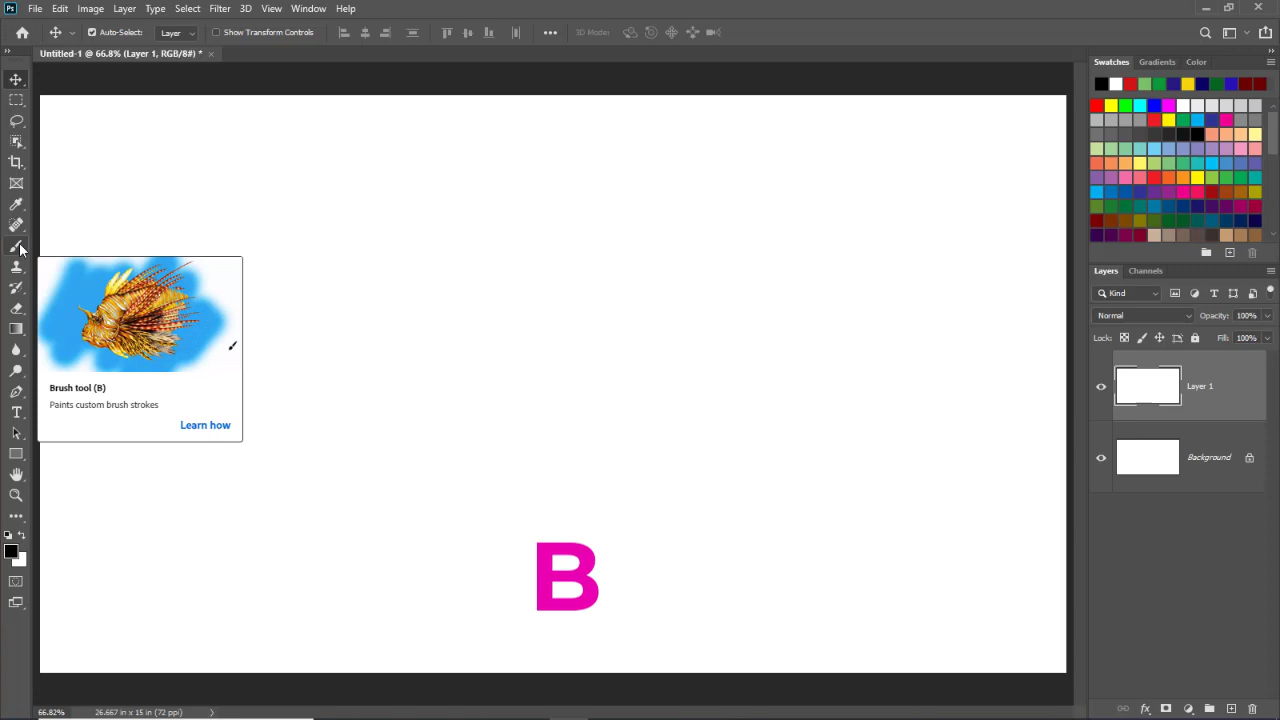 Ps File Edit Image Layer Type Select Filter 3D View Window Help
Auto-Select: Layer Show Transform Controls 3D Mode:
Untitled-1 @ 66.8% (Layer 1, RGB/8#) *
Swatches Gradients Color
Brush tool (B)
Paints custom brush strokes
Learn how
T
B
Layers Channels
Kind T
Normal Opacity: 100%
Locks: Fill: 100%
Layer 1
Background
fx
66.82% 26.667 in x 15 in (72 ppi)